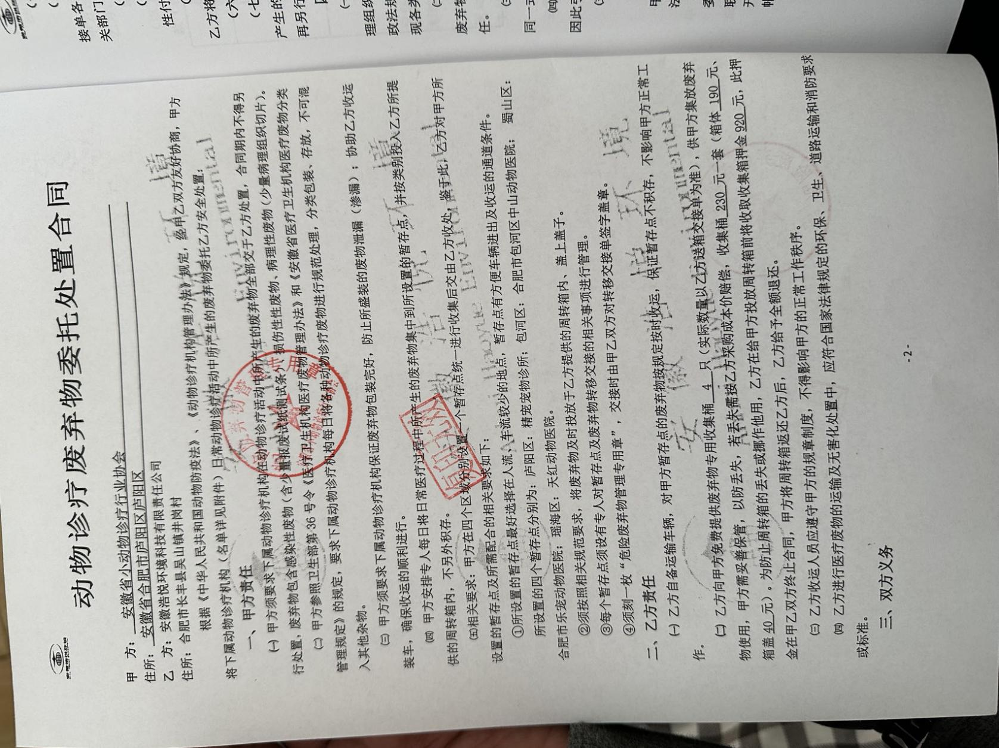 动物诊疗废弃物委托处置合同
甲　方：安徽省小动物诊疗行业协会
住所：安徽省合肥市庐阳区庐阳区
乙　方：安徽浩悦环境科技有限责任公司
住所：合肥市长丰县吴山镇井岗村
根据《中华人民共和国动物防疫法》、《动物诊疗机构管理办法》规定，经甲乙双方友好协商，甲方
将下属动物诊疗机构（名单详见附件）日常动物诊疗活动中所产生的废弃物委托乙方安全处置：
一、甲方责任
㈠ 甲方须要求下属动物诊疗机构在动物诊疗活动中所产生的废弃物全部交于乙方处置，合同期内不得另
行处置，废弃物包含感染性废物（含少量报废试纸测试条）、损伤性废物、病理性废物（少量病理组织切片）。
㈡ 甲方参照卫生部第 36 号令《医疗卫生机构医疗废物管理办法》和《安徽省医疗卫生机构医疗废物分类
管理规定》的规定，要求下属动物诊疗机构每日将各种动物诊疗废物进行规范处理，分类包装、存放，不可混
入其他杂物。
㈢ 甲方须要求下属动物诊疗机构保证废弃物包装完好，防止所盛装的废物泄漏（渗漏）；协助乙方收运
装车，确保收运的顺利进行。
㈣ 甲方安排专人每日将日常医疗过程中所产生的废弃物集中到所设置的暂存点，并按类别投入乙方所提
供的周转箱内，不另外积存。
㈤相关要求：甲方在四个区域分别设置一个暂存点统一进行收集后交由乙方收处，鉴于此，乙方对甲方所
设置的暂存点及所需配合的相关要求如下：
①所设置的暂存点最好选择在人流、车流较少的地点，暂存点有方便车辆进出及收运的通道条件。
所设置的四个暂存点分别为：庐阳区：精宠宠物诊所；包河区：合肥市包河区中山动物医院；蜀山区：
合肥市乐宠动物医院；瑶海区：天红动物医院。
②须按照相关规范要求，将废弃物及时投放于乙方提供的周转箱内、盖上盖子。
③每个暂存点须设有专人对暂存点及废弃物转移交接的相关事项进行管理。
④须刻一枚“危险废弃物管理专用章”，交接时由甲乙双方对转移交接单签字盖章。
二、乙方责任
㈠ 乙方自备运输车辆，对甲方暂存点的废弃物按规定按时收运，保证暂存点不积存，不影响甲方正常工
作。
㈡ 乙方向甲方免费提供废弃物专用收集桶 4 只（实际数量以乙方送箱交接单为准），供甲方集放废弃
物使用，甲方需妥善保管，以防丢失，若丢失需按乙方采购成本价赔偿，收集桶 230 元一套（箱体 190 元、
箱盖 40 元）。为防止周转箱的丢失或挪作他用，乙方在给甲方投放周转箱前将收取收集箱押金 920 元，此押
金在甲乙双方终止合同，甲方将周转箱返还乙方后，乙方给予全额退还。
㈢ 乙方收运人员应遵守甲方的规章制度，不得影响甲方的正常工作秩序。
㈣ 乙方进行医疗废物的运输及无害化处置中，应符合国家法律规定的环保、卫生、道路运输和消防要求
或标准。
三、双方义务
-2-